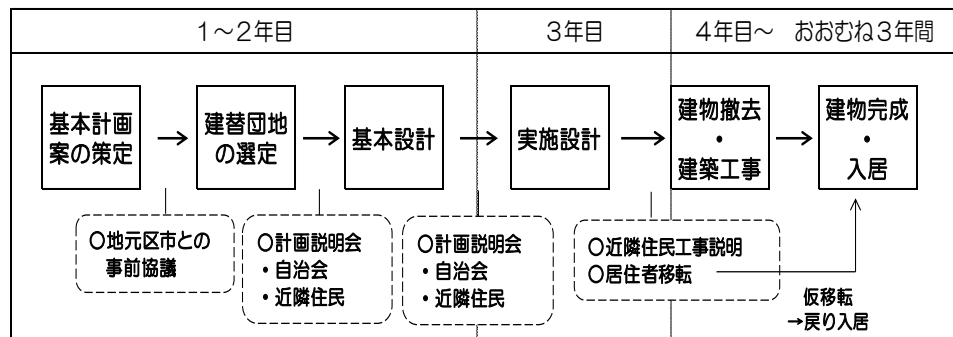 1~2年目
3年目
4年目~ おおむね3年間
基本計画
案の策定
建替団地
の選定
基本設計
実施設計
建物撤去
・
建築工事
建物完成
・
入居
○地元区市との
事前協議
○計画説明会
・自治会
・近隣住民
○計画説明会
・自治会
・近隣住民
○近隣住民工事説明
○居住者移転
仮移転
→戻り入居